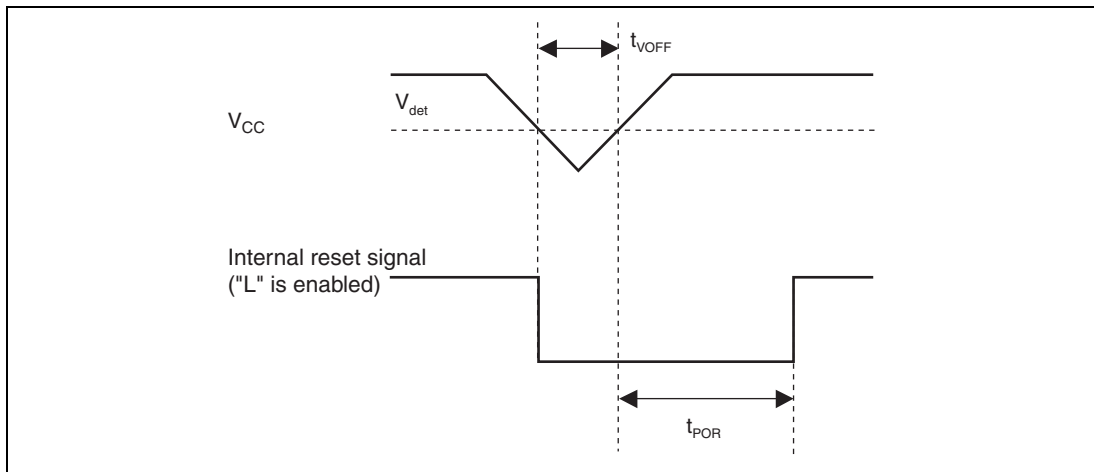 tVOFF
Vdet
VCC
Internal reset signal
("L" is enabled)
tPOR